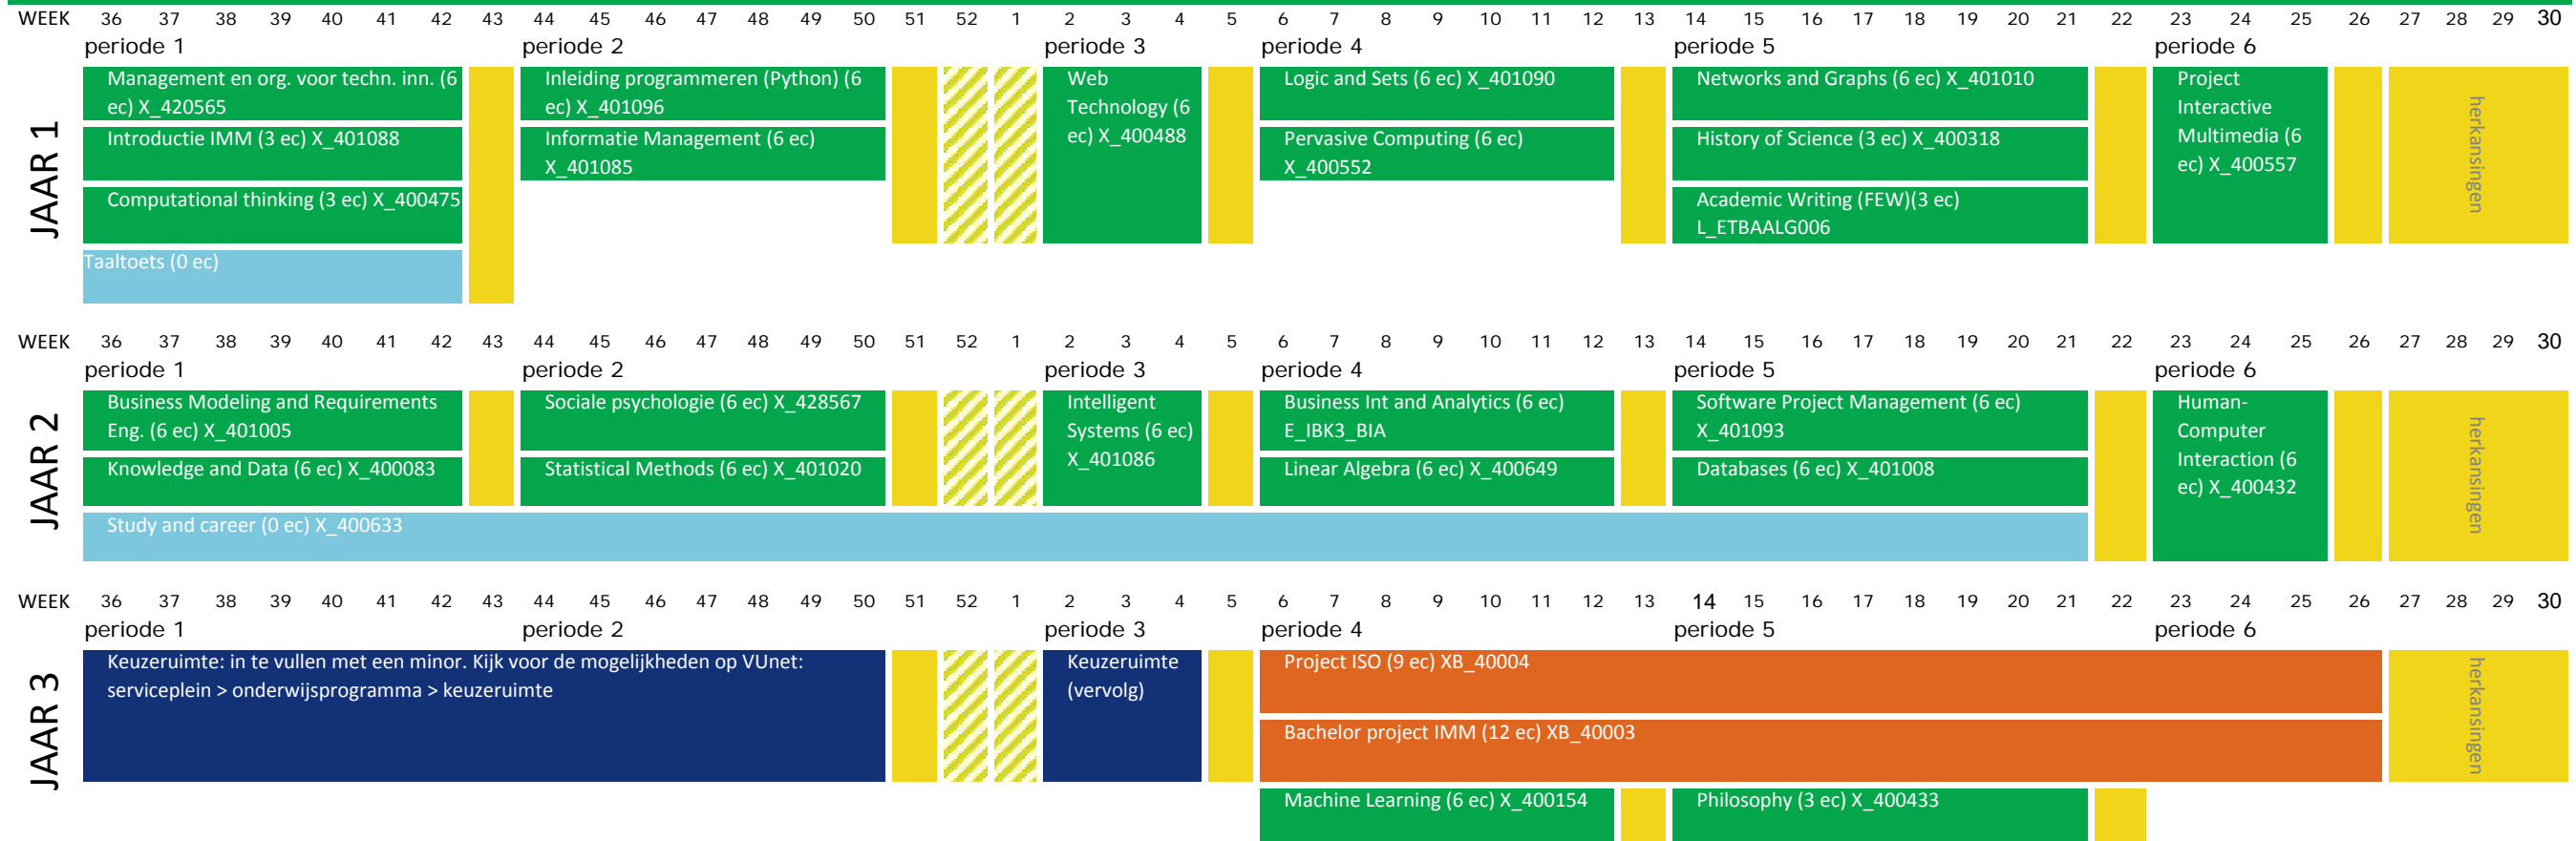 WEEK 36 37 38 39 40 41 42 43 44 45 46 47 48 49 50 51 52 1 2 3 4 5 6 7 8 9 10 11 12 13 14 15 16 17 18 19 20 21 22 23 24 25 26 27 28 29 30
periode 1 periode 2 periode 3 periode 4 periode 5 periode 6
JAAR 1
Management en org. voor techn. inn. (6
ec) X_420565
Introductie IMM (3 ec) X_401088
Computational thinking (3 ec) X_400475
Taaltoets (0 ec)
Inleiding programmeren (Python) (6
ec) X_401096
Informatie Management (6 ec)
X_401085
Web
Technology (6
ec) X_400488
Logic and Sets (6 ec) X_401090
Pervasive Computing (6 ec)
X_400552
Networks and Graphs (6 ec) X_401010
History of Science (3 ec) X_400318
Academic Writing (FEW)(3 ec)
L_ETBAALG006
Project
Interactive
Multimedia (6
ec) X_400557
herkansingen
WEEK 36 37 38 39 40 41 42 43 44 45 46 47 48 49 50 51 52 1 2 3 4 5 6 7 8 9 10 11 12 13 14 15 16 17 18 19 20 21 22 23 24 25 26 27 28 29 30
periode 1 periode 2 periode 3 periode 4 periode 5 periode 6
JAAR 2
Business Modeling and Requirements
Eng. (6 ec) X_401005
Knowledge and Data (6 ec) X_400083
Sociale psychologie (6 ec) X_428567
Statistical Methods (6 ec) X_401020
Intelligent
Systems (6 ec)
X_401086
Business Int and Analytics (6 ec)
E_IBK3_BIA
Linear Algebra (6 ec) X_400649
Software Project Management (6 ec)
X_401093
Databases (6 ec) X_401008
Human-
Computer
Interaction (6
ec) X_400432
herkansingen
Study and career (0 ec) X_400633
WEEK 36 37 38 39 40 41 42 43 44 45 46 47 48 49 50 51 52 1 2 3 4 5 6 7 8 9 10 11 12 13 14 15 16 17 18 19 20 21 22 23 24 25 26 27 28 29 30
periode 1 periode 2 periode 3 periode 4 periode 5 periode 6
JAAR 3
Keuzeruimte: in te vullen met een minor. Kijk voor de mogelijkheden op VUnet:
serviceplein > onderwijsprogramma > keuzeruimte
Keuzeruimte
(vervolg)
Project ISO (9 ec) XB_40004
Bachelor project IMM (12 ec) XB_40003
herkansingen
Machine Learning (6 ec) X_400154
Philosophy (3 ec) X_400433